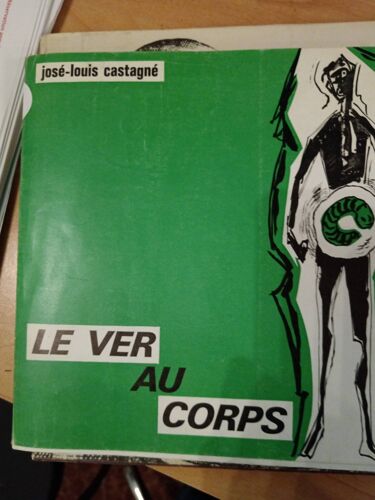 josé-louis castagné
LE VER
AU
CORPS